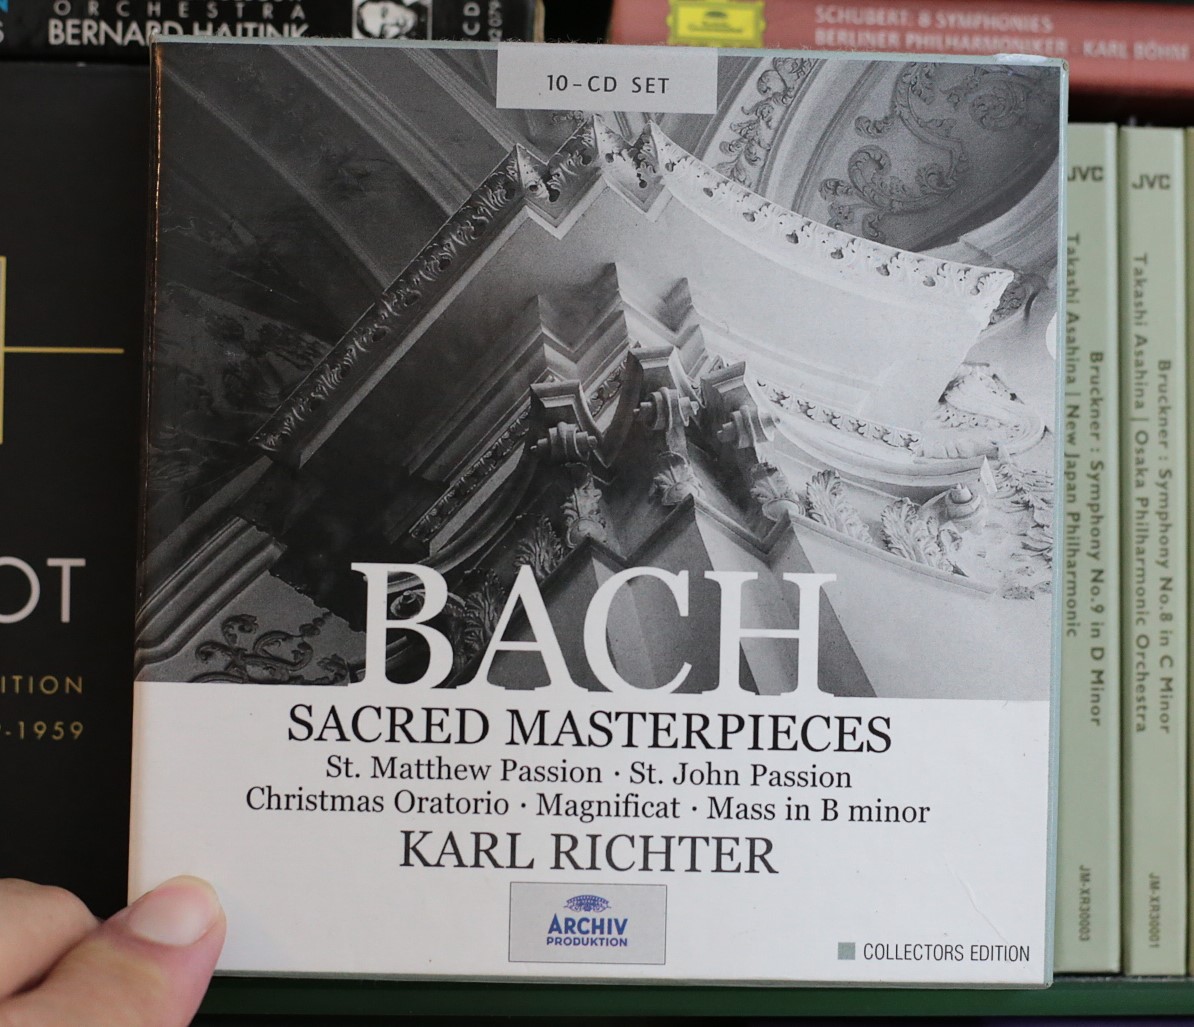 ORCHESTRA
BERNARD HAITINK
SCHUBERT: 8 SYMPHONIES
BERLINER PHILHARMONIKER · KARL BÖHM
10-CD SET
BACH
SACRED MASTERPIECES
St. Matthew Passion · St. John Passion
Christmas Oratorio · Magnificat · Mass in B minor
KARL RICHTER
ARCHIV
PRODUKTION
COLLECTORS EDITION
OT
ITION
-1959
JVC
Bruckner : Symphony No.9 in D Minor
Takashi Asahina | New Japan Philharmonic
JM-XR30003
JVC
Bruckner : Symphony No.8 in C Minor
Takashi Asahina | Osaka Philharmonic Orchestra
JM-XR30001